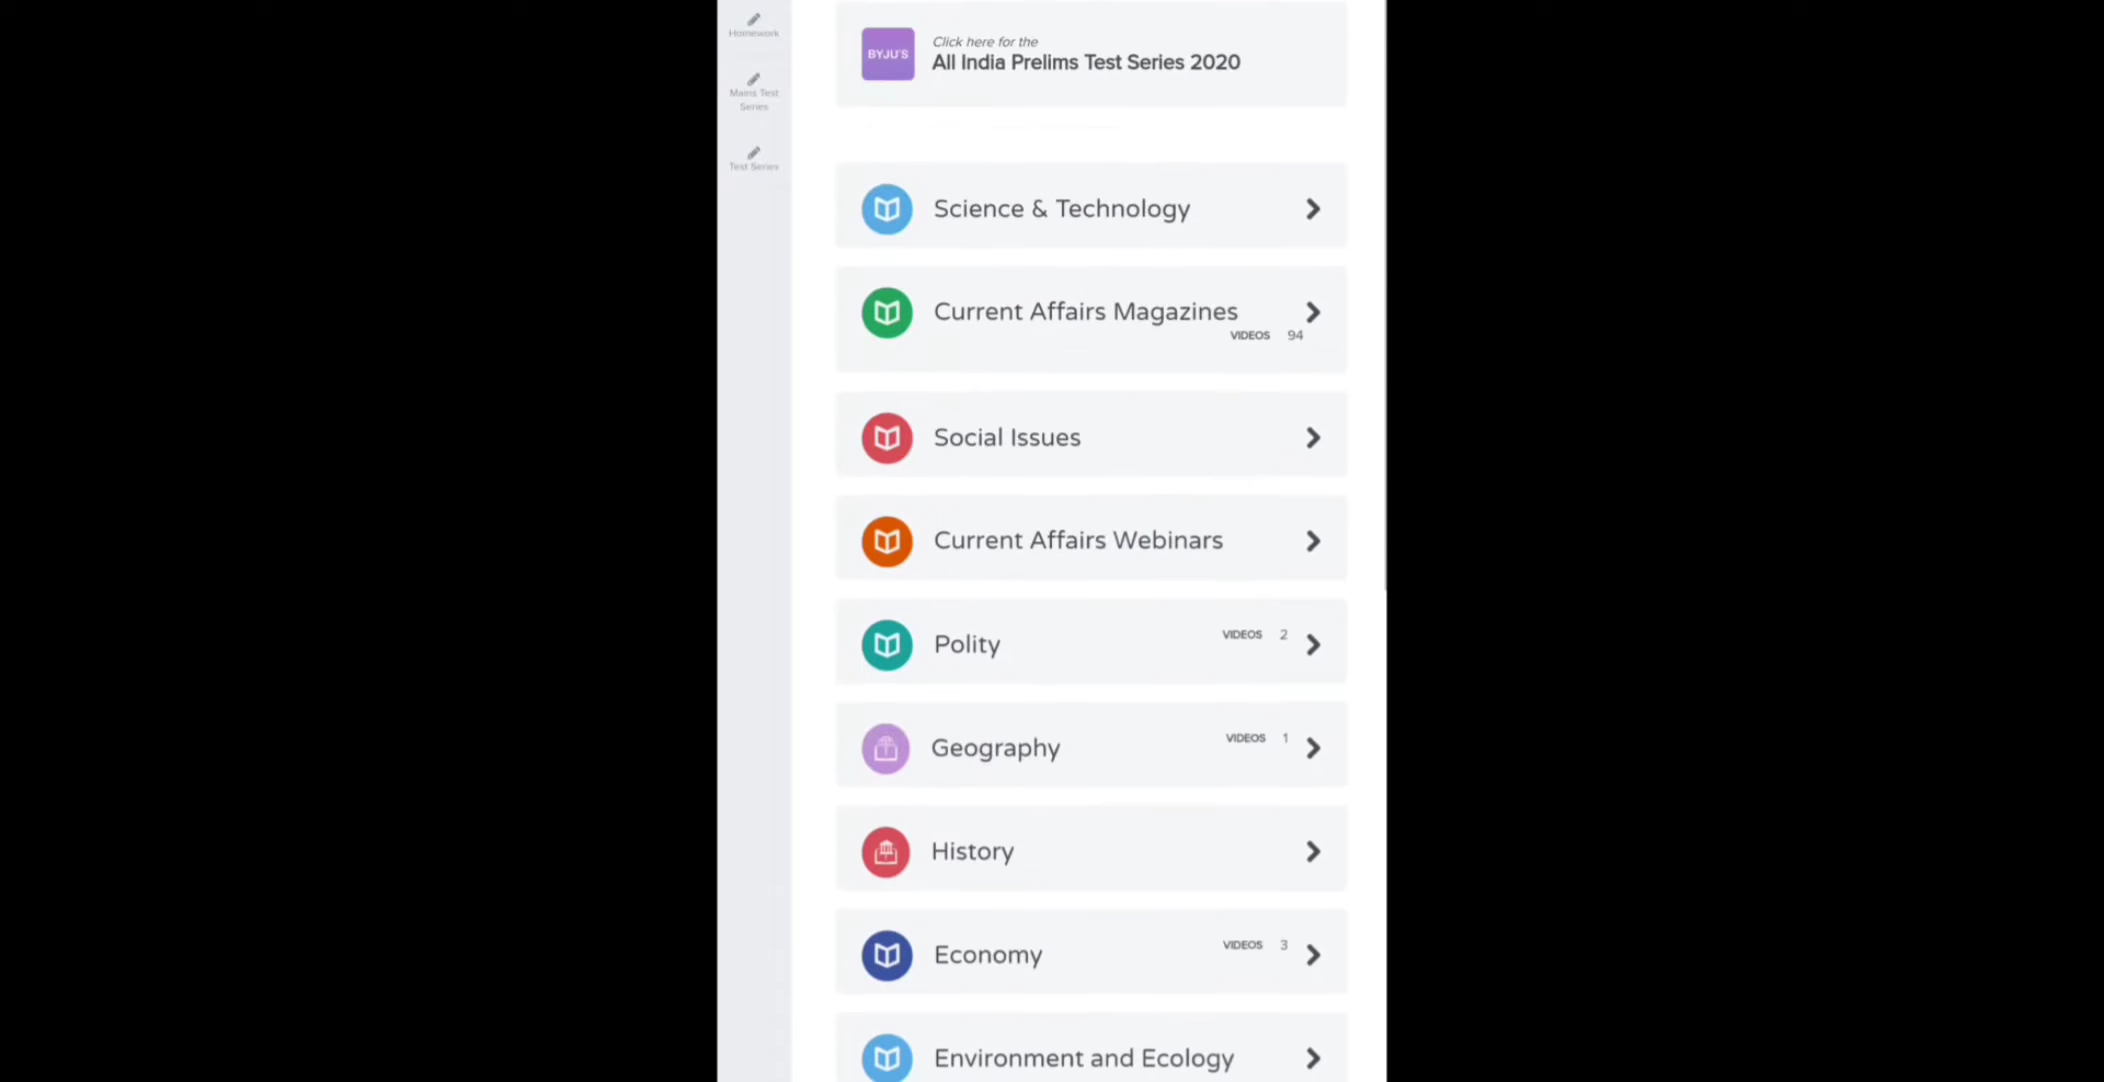 Homework
Mains Test
Series
Test Series
BYJU'S
Click here for the
All India Prelims Test Series 2020
Science & Technology
Current Affairs Magazines
VIDEOS 94
Social Issues
Current Affairs Webinars
Polity
VIDEOS 2
Geography
VIDEOS 1
History
Economy
VIDEOS 3
Environment and Ecology